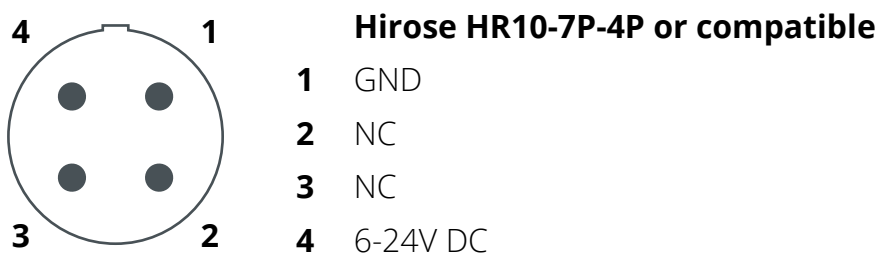 4 1 Hirose HR10-7P-4P or compatible
1 GND
2 NC
3 NC
3 2 4 6-24V DC